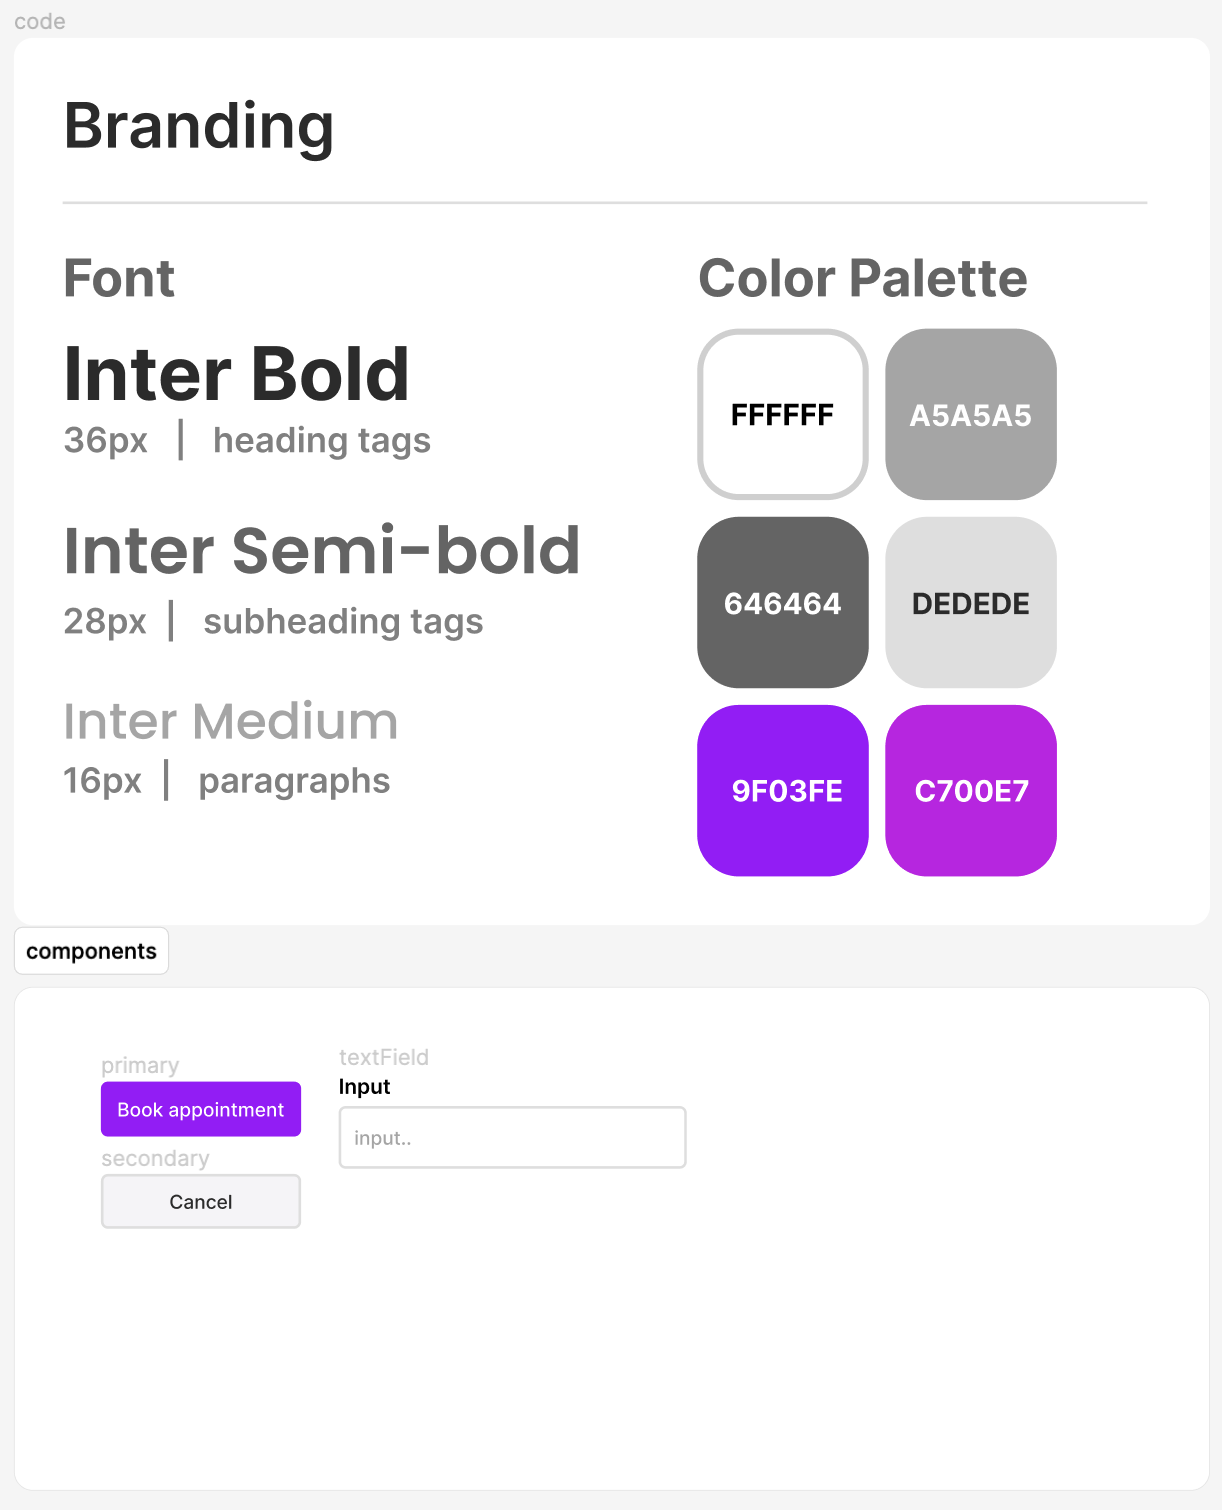 code
Branding
Font
Inter Bold
36px | heading tags
Inter Semi-bold
28px | subheading tags
Inter Medium
16px | paragraphs
Color Palette
FFFFFF
A5A5A5
646464
DEDEDE
9F03FE
C700E7
components
primary
Book appointment
secondary
Cancel
textField
Input
input..